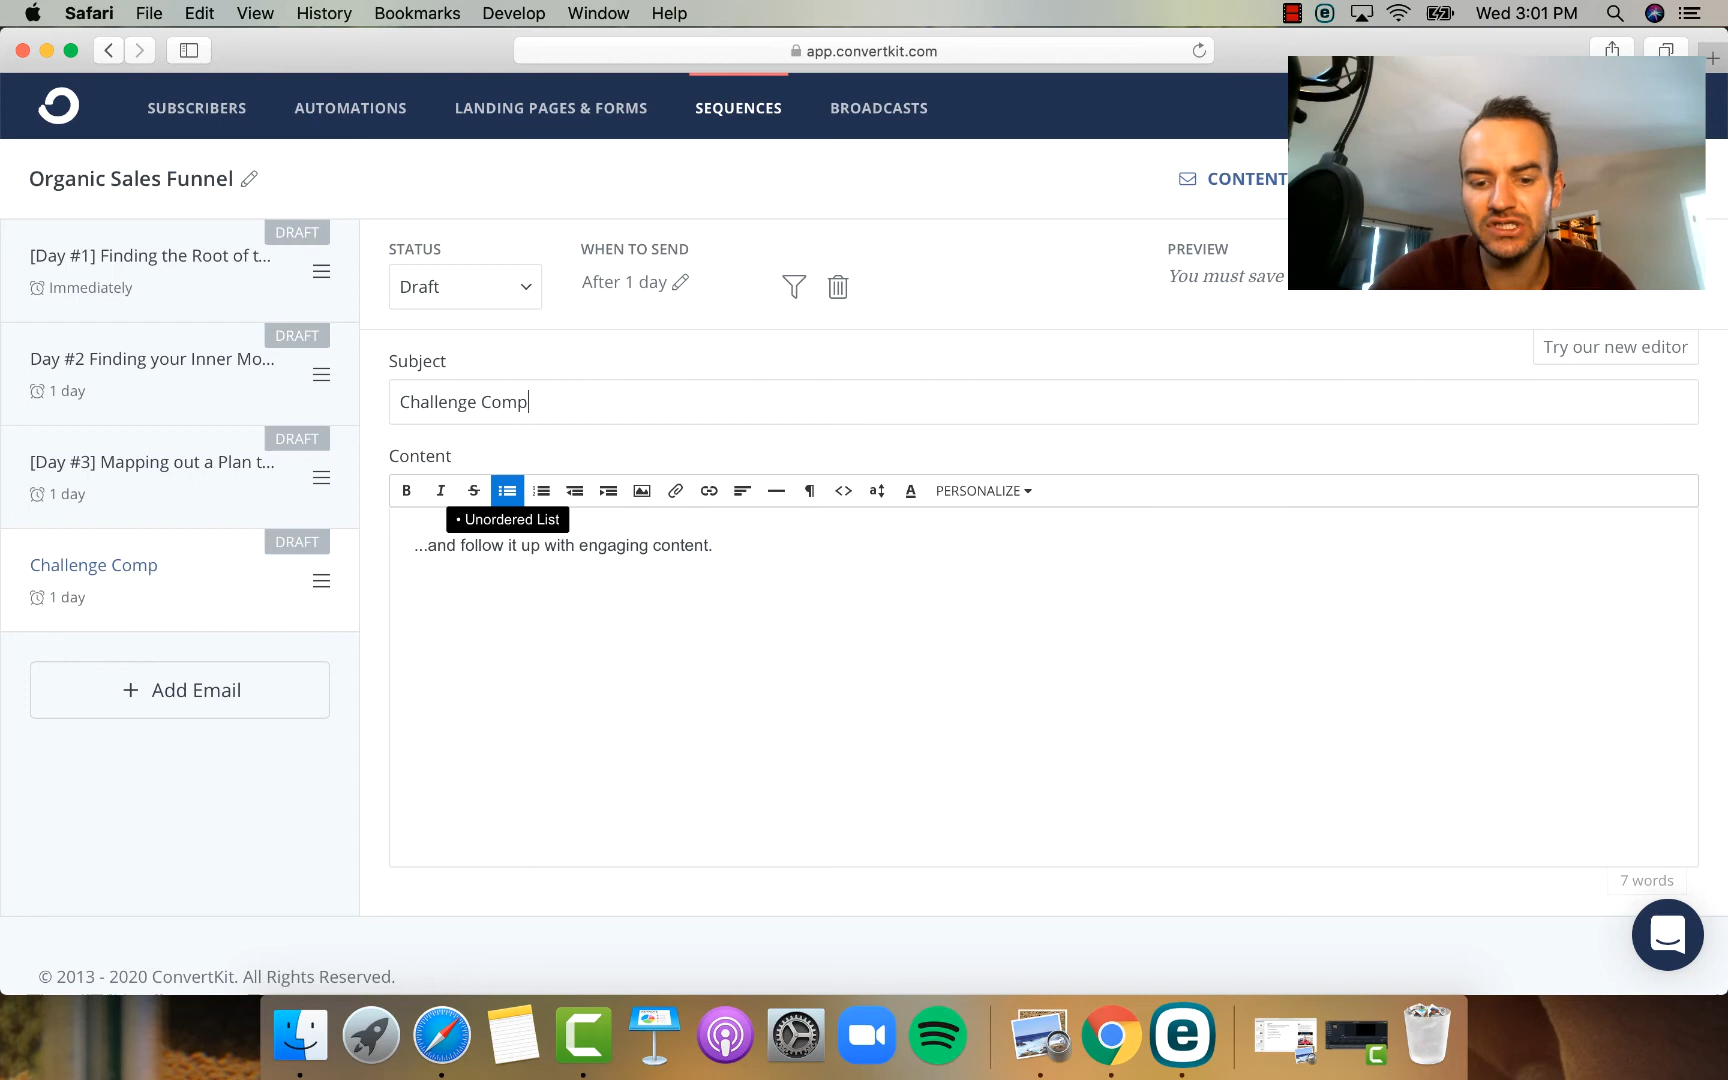 Safari File Edit View History Bookmarks Develop Window Help Wed 3:01 PM
app.convertkit.com
SUBSCRIBERS AUTOMATIONS LANDING PAGES & FORMS SEQUENCES BROADCASTS
Organic Sales Funnel
CONTENT
DRAFT
[Day #1] Finding the Root of t...
Immediately
DRAFT
Day #2 Finding your Inner Mo...
1 day
DRAFT
[Day #3] Mapping out a Plan t...
1 day
DRAFT
Challenge Comp
1 day
+ Add Email
STATUS WHEN TO SEND PREVIEW
Draft After 1 day You must save
Try our new editor
Subject
Challenge Comp
Content
B I S PERSONALIZE
• Unordered List
...and follow it up with engaging content.
7 words
© 2013 - 2020 ConvertKit. All Rights Reserved.